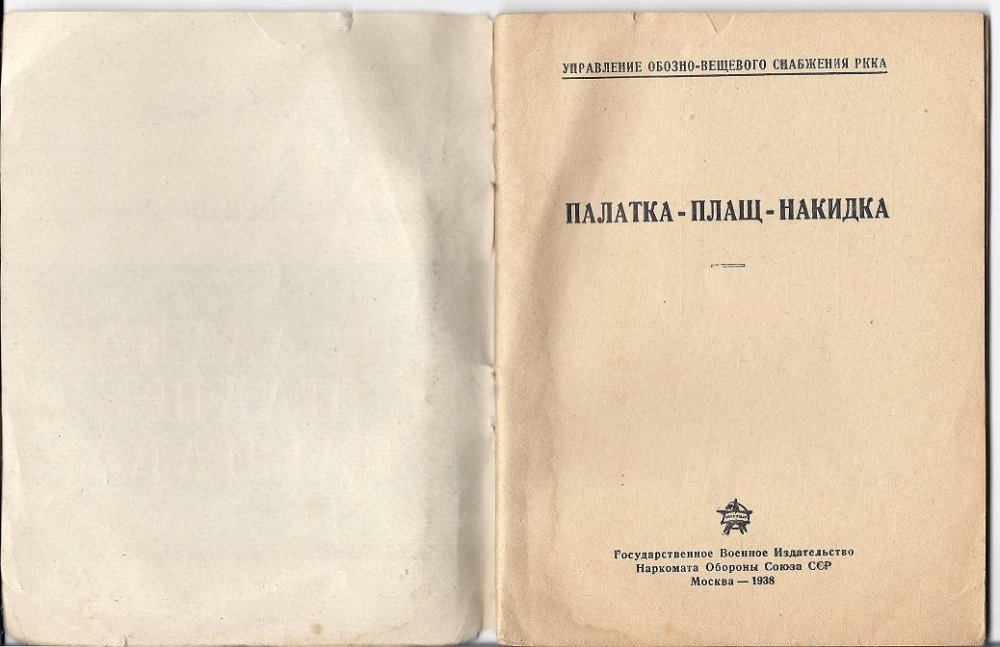 УПРАВЛЕНИЕ ОБОЗНО-ВЕЩЕВОГО СНАБЖЕНИЯ РККА
ПАЛАТКА-ПЛАЩ-НАКИДКА
Государственное Военное Издательство
Наркомата Обороны Союза ССР
Москва — 1938